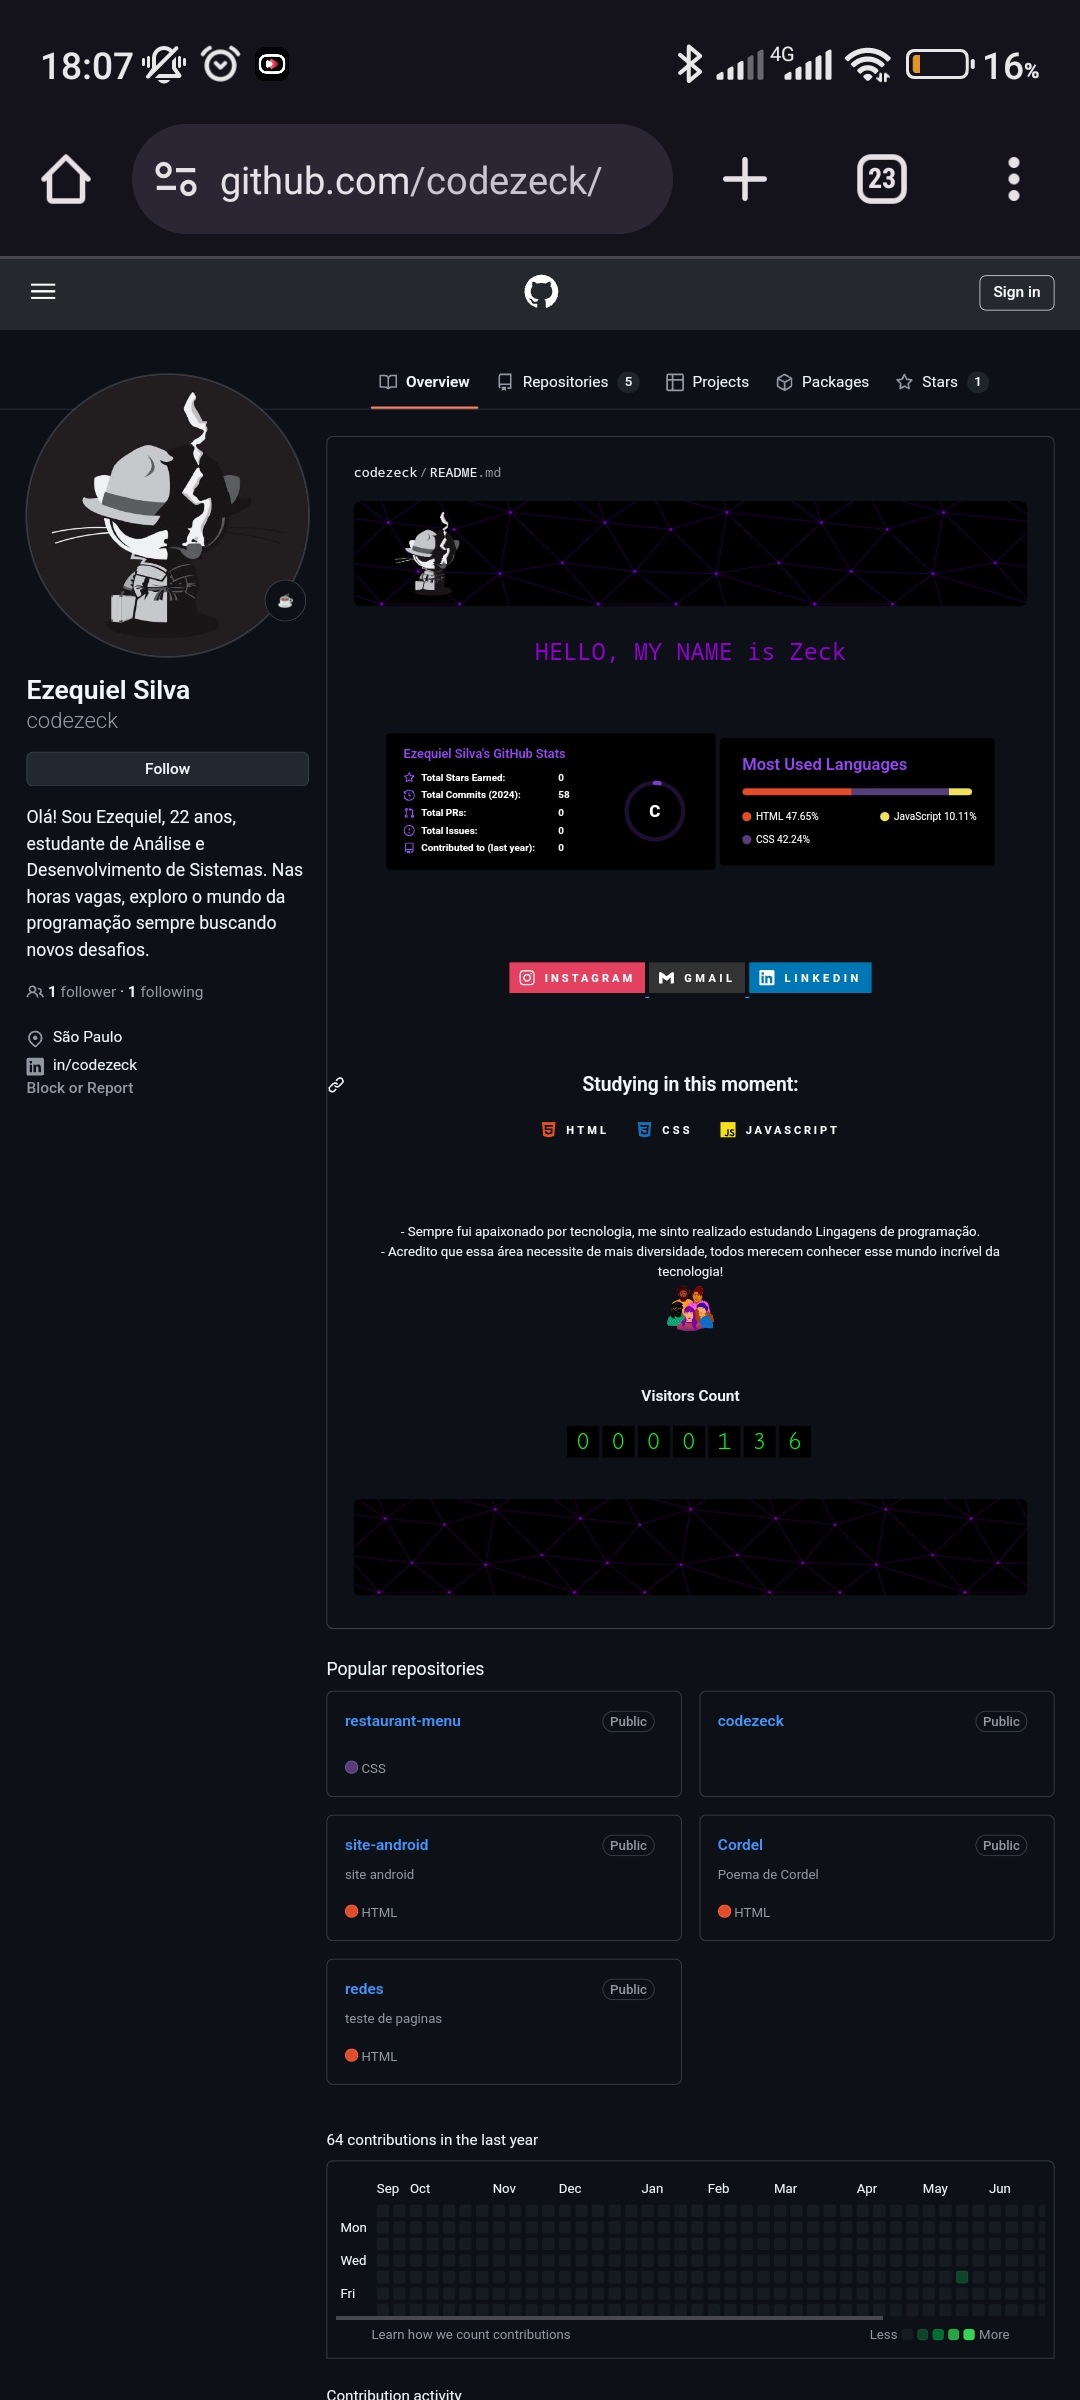 18:07
4G
16%
github.com/codezeck/
23
Sign in
Overview
Repositories 5
Projects
Packages
Stars 1
codezeck / README.md
HELLO, MY NAME is Zeck
Ezequiel Silva
codezeck
Follow
Olá! Sou Ezequiel, 22 anos,
estudante de Análise e
Desenvolvimento de Sistemas. Nas
horas vagas, exploro o mundo da
programação sempre buscando
novos desafios.
1 follower · 1 following
São Paulo
in/codezeck
Block or Report
Ezequiel Silva's GitHub Stats
Total Stars Earned: 0
Total Commits (2024): 58
Total PRs: 0
Total Issues: 0
Contributed to (last year): 0
C
Most Used Languages
HTML 47.65%
JavaScript 10.11%
CSS 42.24%
INSTAGRAM
GMAIL
LINKEDIN
Studying in this moment:
HTML
CSS
JS JAVASCRIPT
- Sempre fui apaixonado por tecnologia, me sinto realizado estudando Lingagens de programação.
- Acredito que essa área necessite de mais diversidade, todos merecem conhecer esse mundo incrível da
tecnologia!
Visitors Count
0 0 0 0 1 3 6
Popular repositories
restaurant-menu Public
CSS
codezeck Public
site-android Public
site android
HTML
Cordel Public
Poema de Cordel
HTML
redes Public
teste de paginas
HTML
64 contributions in the last year
Sep Oct Nov Dec Jan Feb Mar Apr May Jun
Mon
Wed
Fri
Learn how we count contributions
Less More
Contribution activity